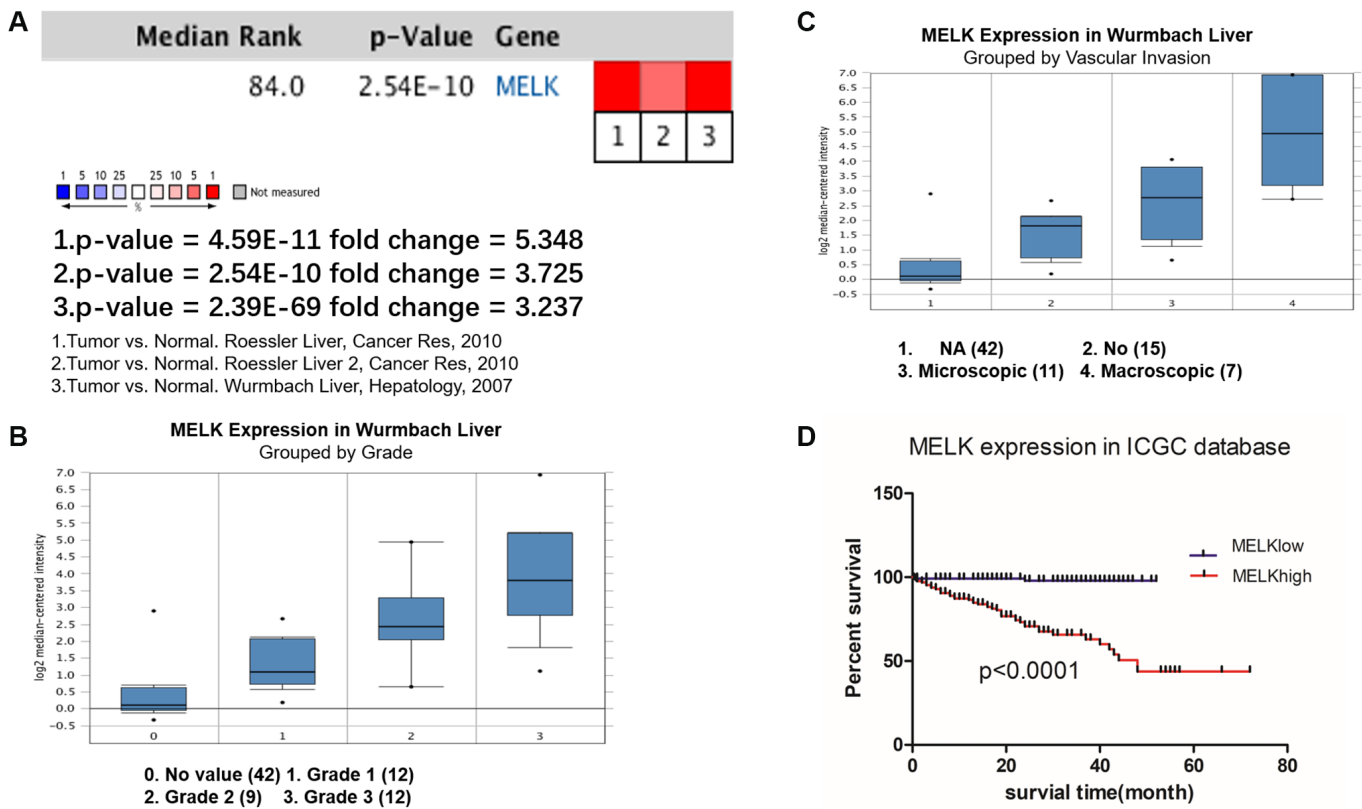 A
Median Rank p-Value Gene
84.0 2.54E-10 MELK
1 2 3
1 5 10 25 25 10 5 1
%
Not measured
1.p-value = 4.59E-11 fold change = 5.348
2.p-value = 2.54E-10 fold change = 3.725
3.p-value = 2.39E-69 fold change = 3.237
1.Tumor vs. Normal. Roessler Liver, Cancer Res, 2010
2.Tumor vs. Normal. Roessler Liver 2, Cancer Res, 2010
3.Tumor vs. Normal. Wurmbach Liver, Hepatology, 2007
B
MELK Expression in Wurmbach Liver
Grouped by Grade
log2 median-centered intensity
7.0
6.5
6.0
5.5
5.0
4.5
4.0
3.5
3.0
2.5
2.0
1.5
1.0
0.5
0.0
-0.5
0 1 2 3
0. No value (42) 1. Grade 1 (12)
2. Grade 2 (9) 3. Grade 3 (12)
C
MELK Expression in Wurmbach Liver
Grouped by Vascular Invasion
log2 median-centered intensity
7.0
6.5
6.0
5.5
5.0
4.5
4.0
3.5
3.0
2.5
2.0
1.5
1.0
0.5
0.0
-0.5
1 2 3 4
1. NA (42) 2. No (15)
3. Microscopic (11) 4. Macroscopic (7)
D
MELK expression in ICGC database
Percent survival
150
100
50
0
MELKlow
MELKhigh
p<0.0001
0 20 40 60 80
survial time(month)